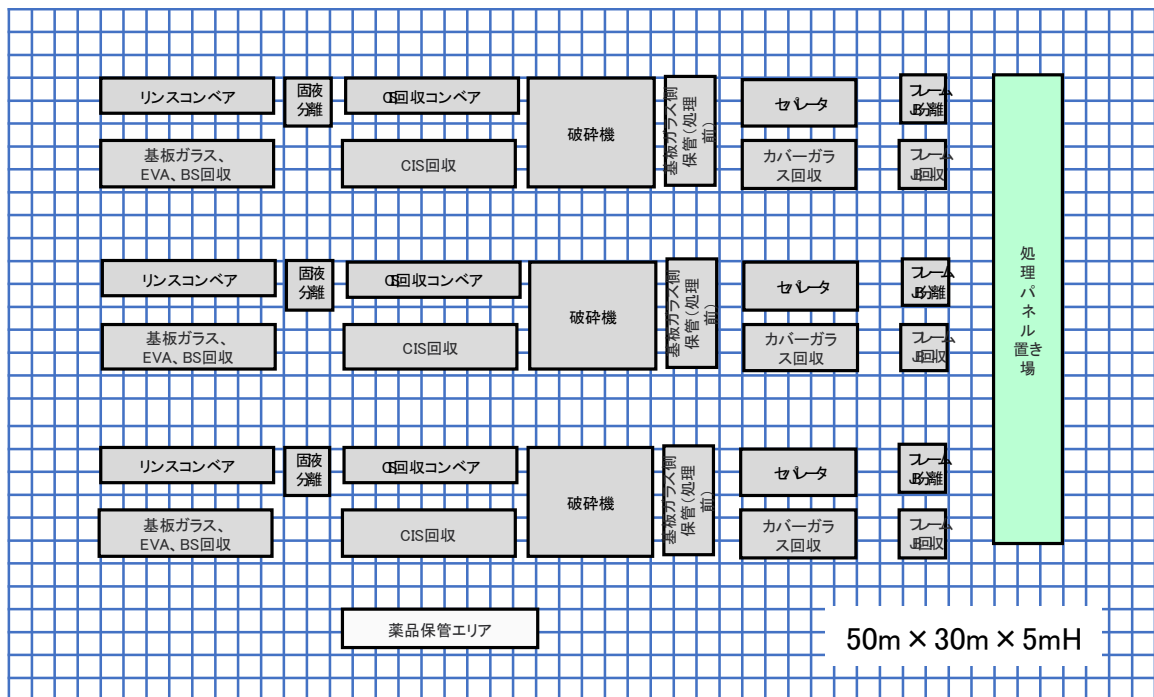 リンスコンベア
固液
分離
CIS回収コンベア
破砕機
基板ガラス側
保管(処理
前)
セパレータ
フレーム
JB分離
基板ガラス、
EVA、BS回収
CIS回収
カバーガラ
ス回収
フレーム
JB回収
リンスコンベア
固液
分離
CIS回収コンベア
破砕機
基板ガラス側
保管(処理
前)
セパレータ
フレーム
JB分離
基板ガラス、
EVA、BS回収
CIS回収
カバーガラ
ス回収
フレーム
JB回収
リンスコンベア
固液
分離
CIS回収コンベア
破砕機
基板ガラス側
保管(処理
前)
セパレータ
フレーム
JB分離
基板ガラス、
EVA、BS回収
CIS回収
カバーガラ
ス回収
フレーム
JB回収
処理パネル置き場
薬品保管エリア
50m×30m×5mH